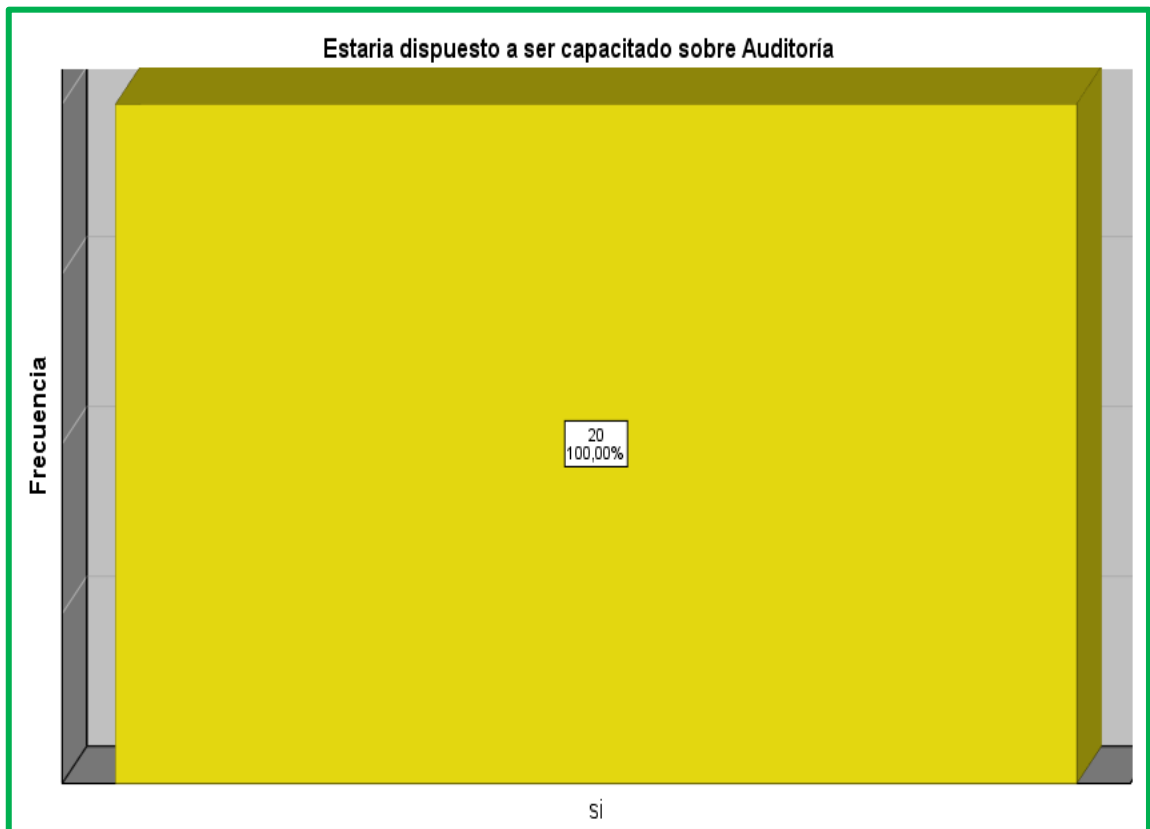 Estaria dispuesto a ser capacitado sobre Auditoría
Frecuencia
20
100,00%
si